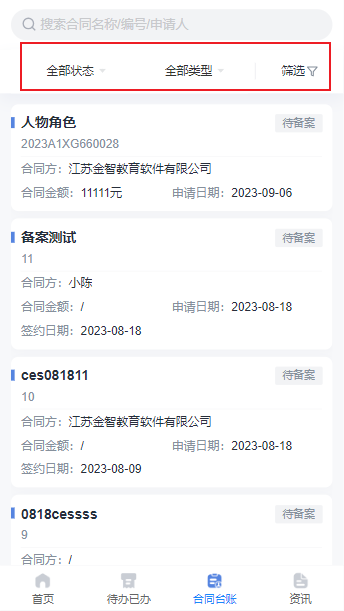 搜索合同名称/编号/申请人
全部状态 全部类型 筛选
人物角色 待备案
2023A1XG660028
合同方：江苏金智教育软件有限公司
合同金额：11111元 申请日期：2023-09-06
备案测试 待备案
11
合同方：小陈
合同金额：/ 申请日期：2023-08-18
签约日期：2023-08-18
ces081811 待备案
10
合同方：江苏金智教育软件有限公司
合同金额：/ 申请日期：2023-08-18
签约日期：2023-08-09
0818cessss 待备案
9
合同方：/
首页 待办已办 合同台账 资讯